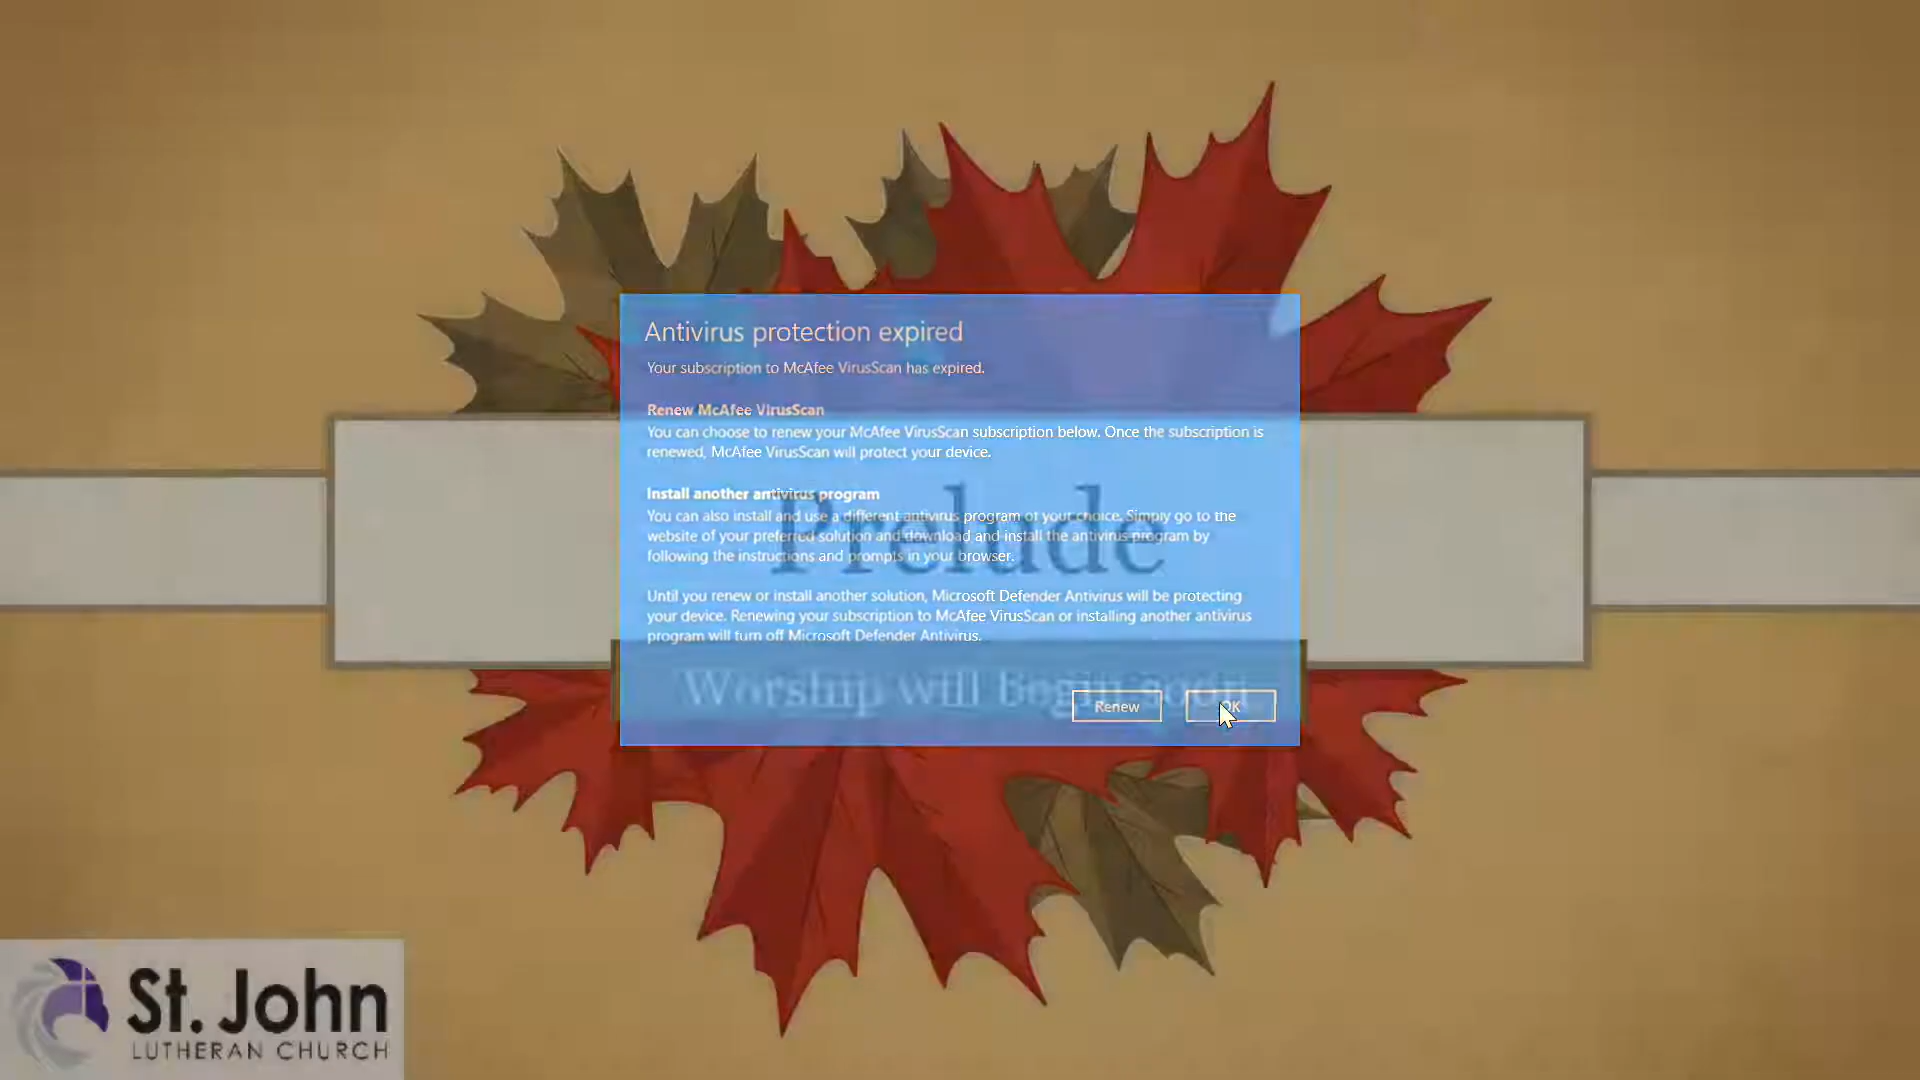 Antivirus protection expired
Your subscription to McAfee VirusScan has expired.
Renew McAfee VirusScan
You can choose to renew your McAfee VirusScan subscription below. Once the subscription is
renewed, McAfee VirusScan will protect your device.
Install another antivirus program
You can also install and use a different antivirus program of your choice. Simply go to the
website of your preferred solution and download and install the antivirus program by
following the instructions and prompts in your browser.
Prelude
Until you renew or install another solution, Microsoft Defender Antivirus will be protecting
your device. Renewing your subscription to McAfee VirusScan or installing another antivirus
program will turn off Microsoft Defender Antivirus.
Worship will begin soon
Renew OK
St. John
LUTHERAN CHURCH